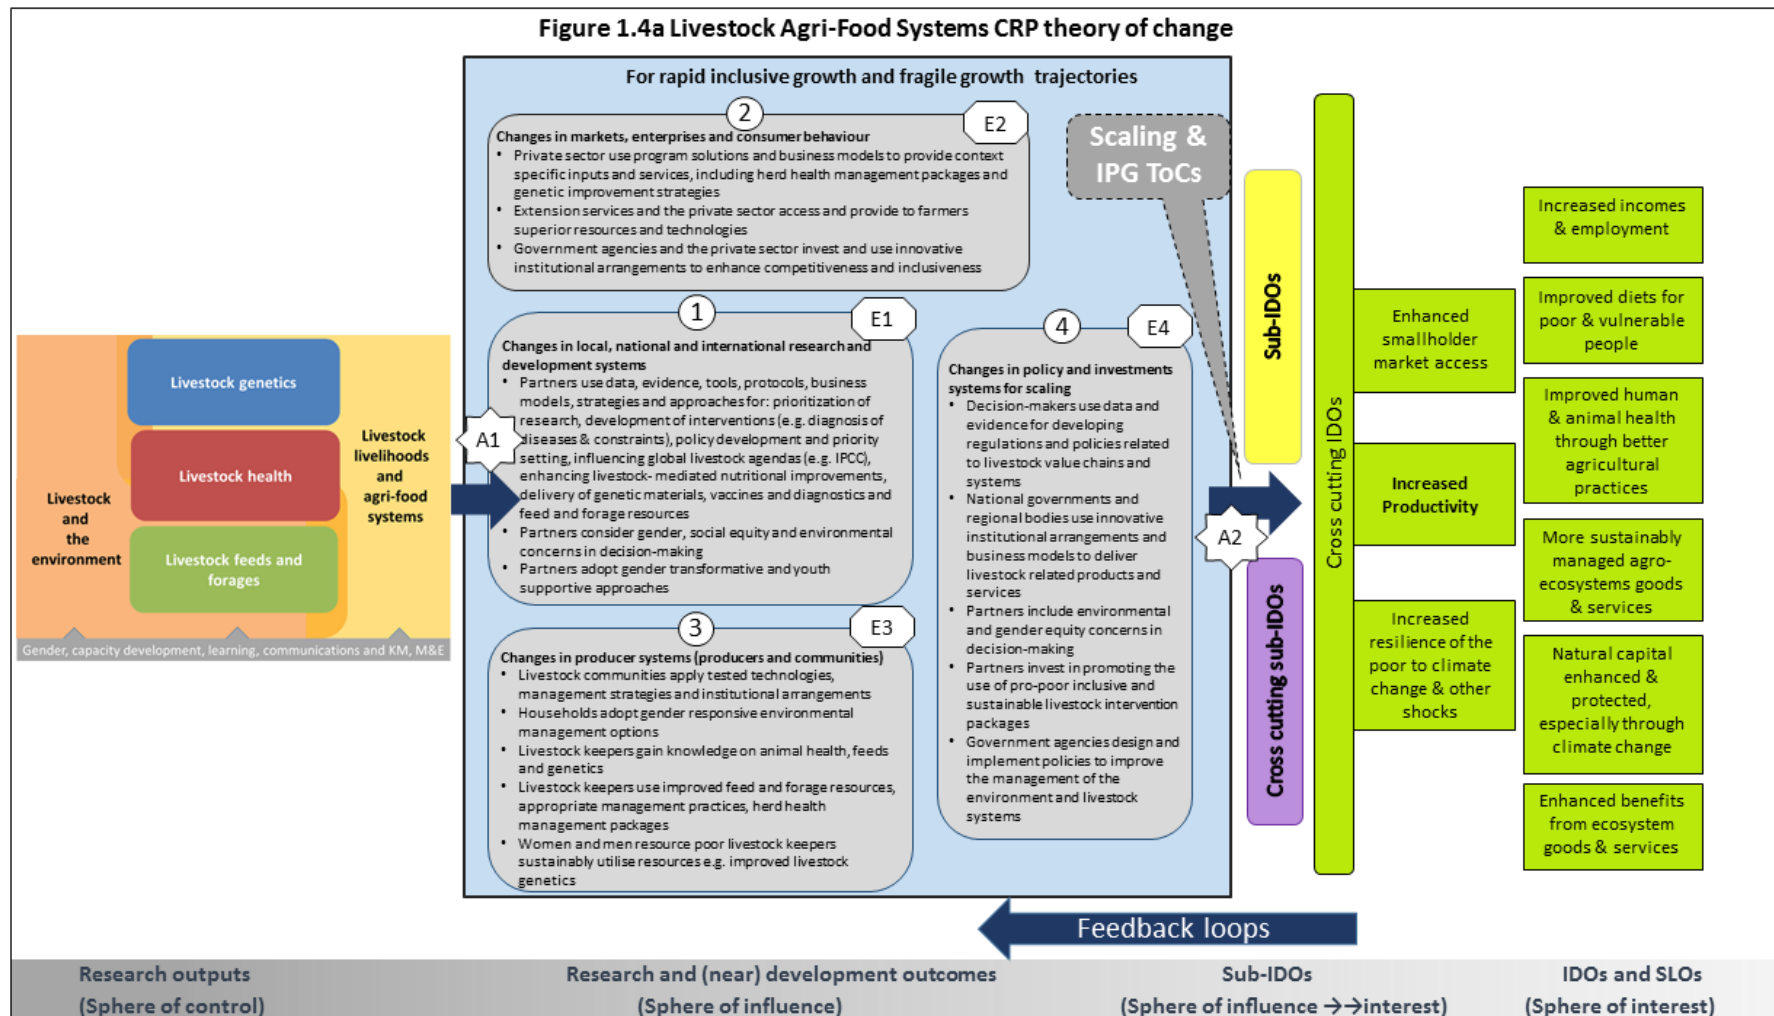 Figure 1.4a Livestock Agri-Food Systems CRP theory of change
For rapid inclusive growth and fragile growth trajectories
Livestock
and
the
environment
Livestock genetics
Livestock health
Livestock feeds and
forages
Livestock
livelihoods
and
agri-food
systems
Gender, capacity development, learning, communications and KM, M&E
A1
2
E2
Changes in markets, enterprises and consumer behaviour
• Private sector use program solutions and business models to provide context
specific inputs and services, including herd health management packages and
genetic improvement strategies
• Extension services and the private sector access and provide to farmers
superior resources and technologies
• Government agencies and the private sector invest and use innovative
institutional arrangements to enhance competitiveness and inclusiveness
1
E1
Changes in local, national and international research and
development systems
• Partners use data, evidence, tools, protocols, business
models, strategies and approaches for: prioritization of
research, development of interventions (e.g. diagnosis of
diseases & constraints), policy development and priority
setting, influencing global livestock agendas (e.g. IPCC),
enhancing livestock- mediated nutritional improvements,
delivery of genetic materials, vaccines and diagnostics and
feed and forage resources
• Partners consider gender, social equity and environmental
concerns in decision-making
• Partners adopt gender transformative and youth
supportive approaches
3
E3
Changes in producer systems (producers and communities)
• Livestock communities apply tested technologies,
management strategies and institutional arrangements
• Households adopt gender responsive environmental
management options
• Livestock keepers gain knowledge on animal health, feeds
and genetics
• Livestock keepers use improved feed and forage resources,
appropriate management practices, herd health
management packages
• Women and men resource poor livestock keepers
sustainably utilise resources e.g. improved livestock
genetics
4
E4
Changes in policy and investments
systems for scaling
• Decision-makers use data and
evidence for developing
regulations and policies related
to livestock value chains and
systems
• National governments and
regional bodies use innovative
institutional arrangements and
business models to deliver
livestock related products and
services
• Partners include environmental
and gender equity concerns in
decision-making
• Partners invest in promoting the
use of pro-poor inclusive and
sustainable livestock intervention
packages
• Government agencies design and
implement policies to improve
the management of the
environment and livestock
systems
Scaling &
IPG ToCs
A2
Sub-IDOs
Cross cutting sub-IDOs
Cross cutting IDOs
Enhanced
smallholder
market access
Increased
Productivity
Increased
resilience of the
poor to climate
change & other
shocks
Increased incomes
& employment
Improved diets for
poor & vulnerable
people
Improved human
& animal health
through better
agricultural
practices
More sustainably
managed agro-
ecosystems goods
& services
Natural capital
enhanced &
protected,
especially through
climate change
Enhanced benefits
from ecosystem
goods & services
Feedback loops
Research outputs
(Sphere of control)
Research and (near) development outcomes
(Sphere of influence)
Sub-IDOs
(Sphere of influence →→interest)
IDOs and SLOs
(Sphere of interest)